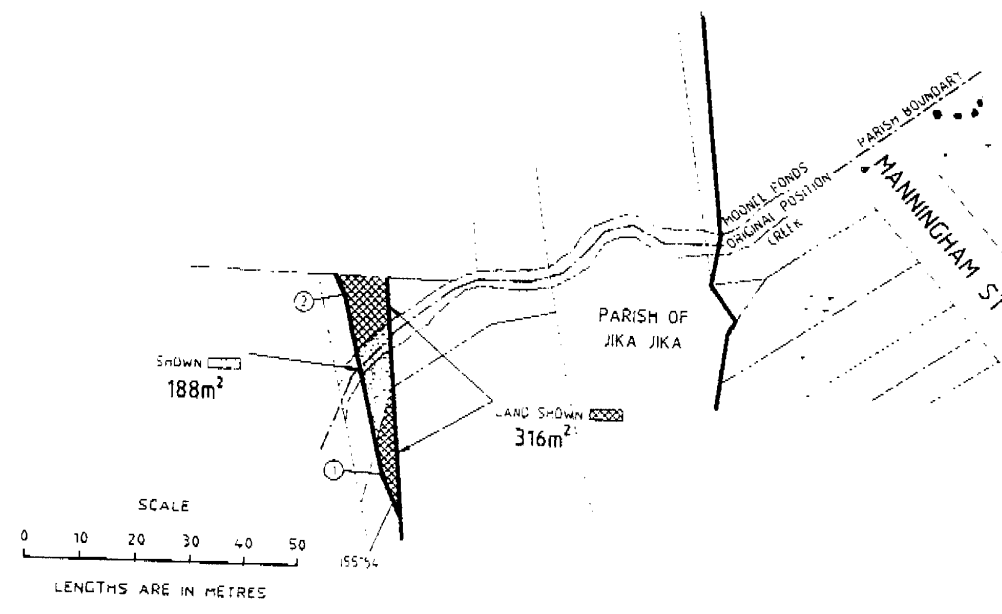 PARISH BOUNDARY
MOONEE PONDS
ORIGINAL POSITION
CREEK
MANNINGHAM ST
PARISH OF
JIKA JIKA
2
SHOWN
188m²
LAND SHOWN
316m²
1
SCALE
0 10 20 30 40 50
LENGTHS ARE IN METRES